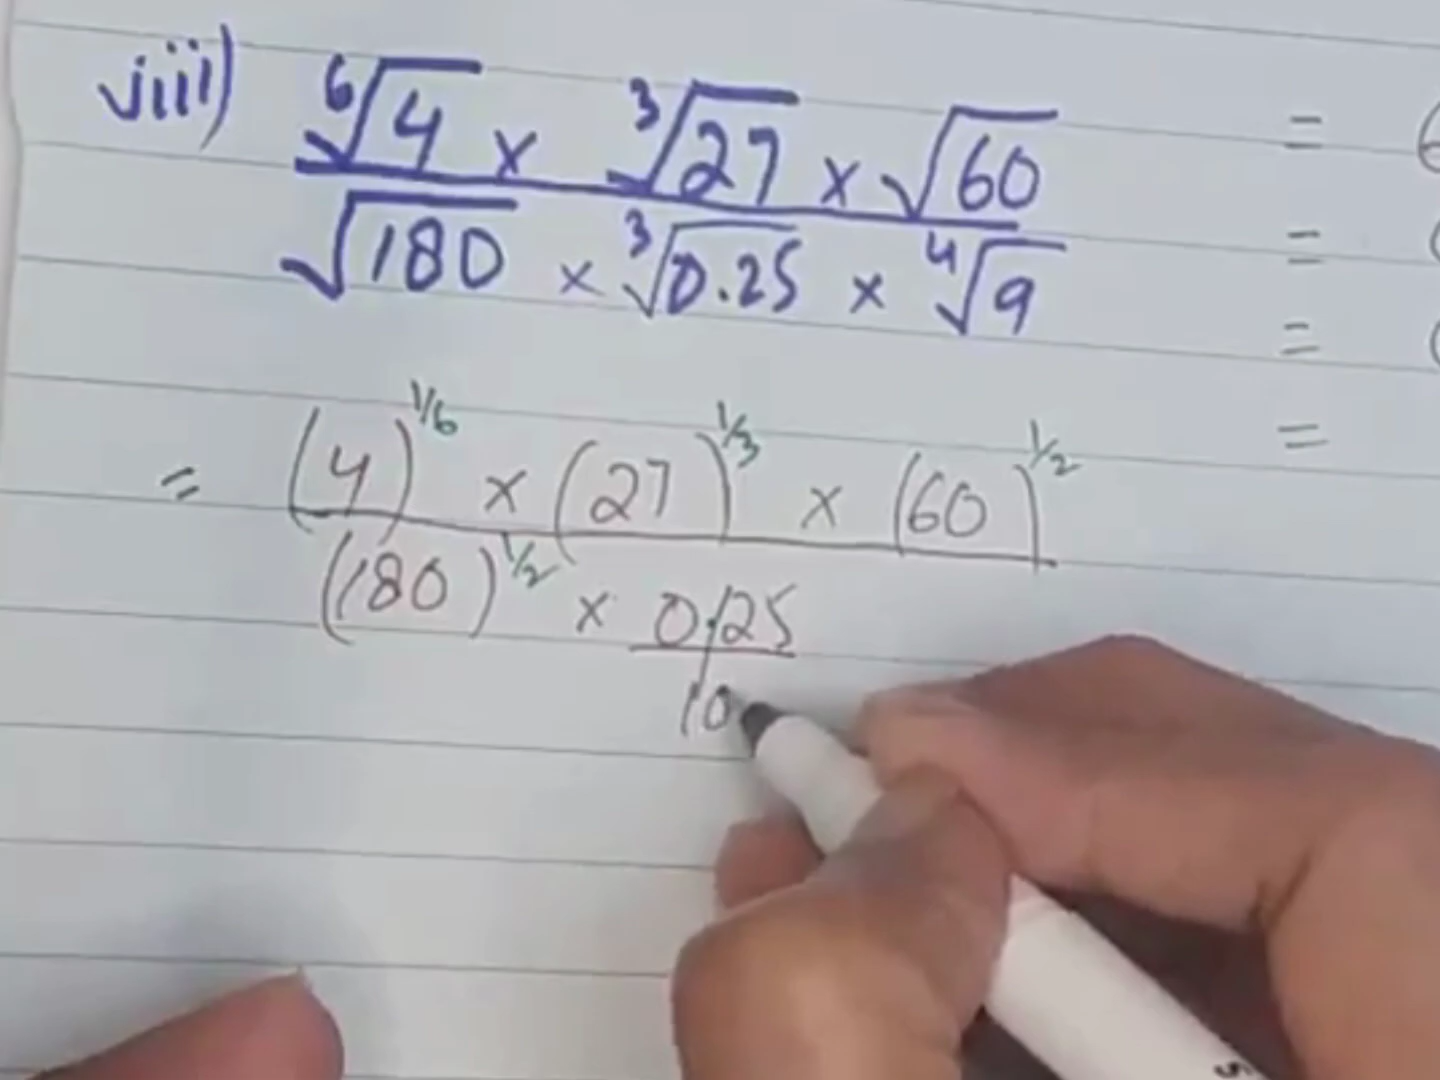 viii) ⁶√4 × ³√27 × √60 =
√180 × ³√0.25 × ⁴√9 =
=
= (4)^1/6 × (27)^1/3 × (60)^1/2 =
(180)^1/2 × 0.25
10